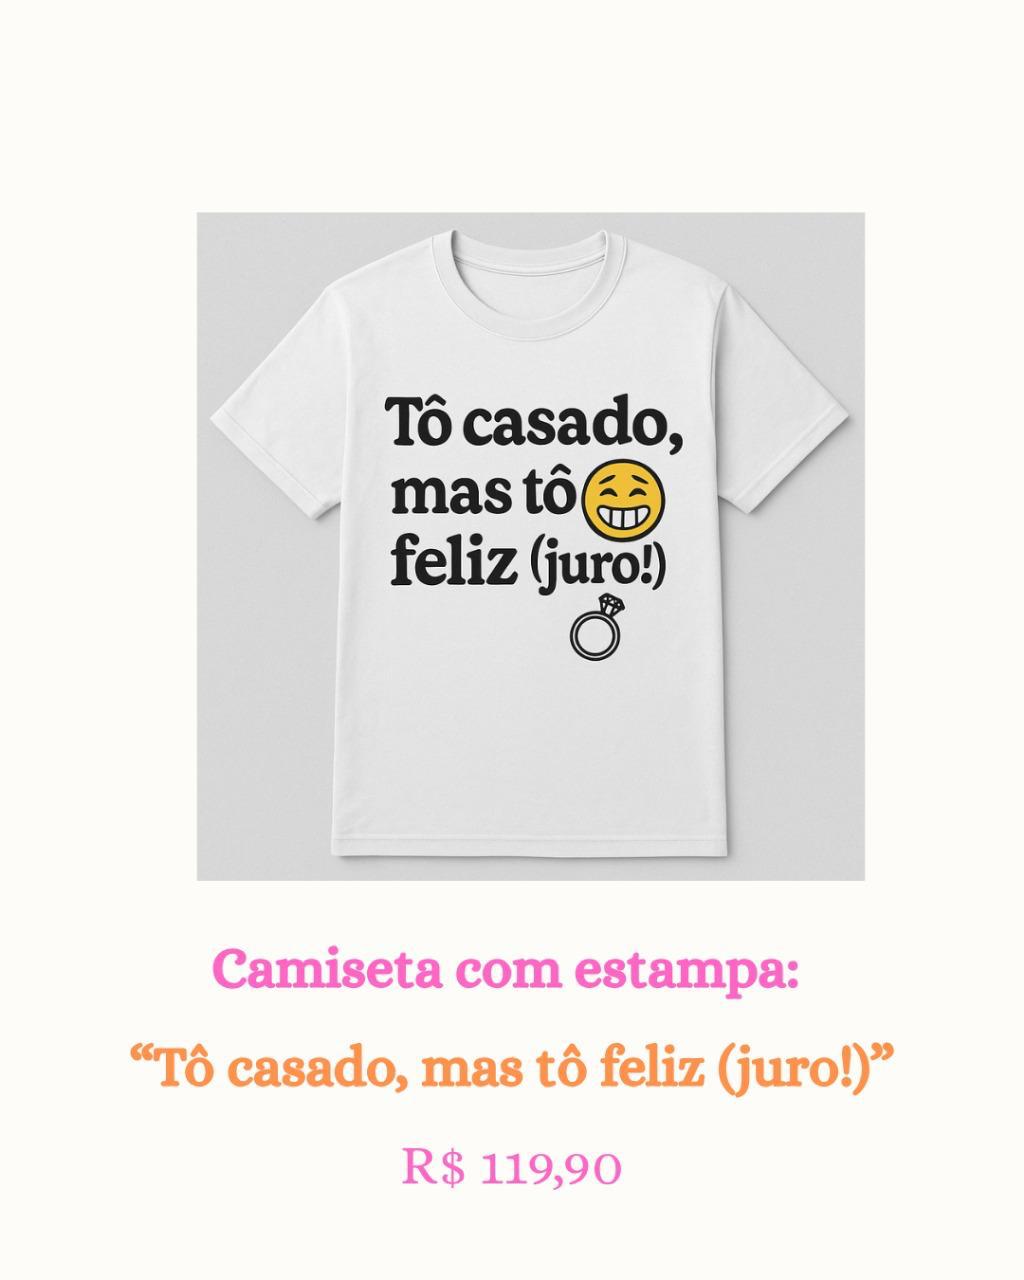 Tô casado,
mas tô
feliz (juro!)
Camiseta com estampa:
“Tô casado, mas tô feliz (juro!)”
R$ 119,90